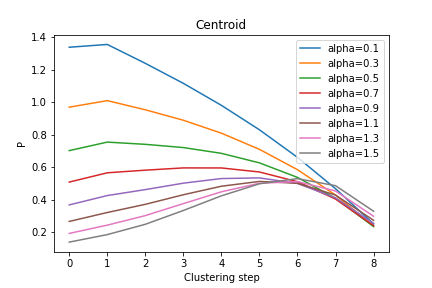 Centroid
P
1.4
1.2
1.0
0.8
0.6
0.4
0.2
alpha=0.1
alpha=0.3
alpha=0.5
alpha=0.7
alpha=0.9
alpha=1.1
alpha=1.3
alpha=1.5
0 1 2 3 4 5 6 7 8
Clustering step